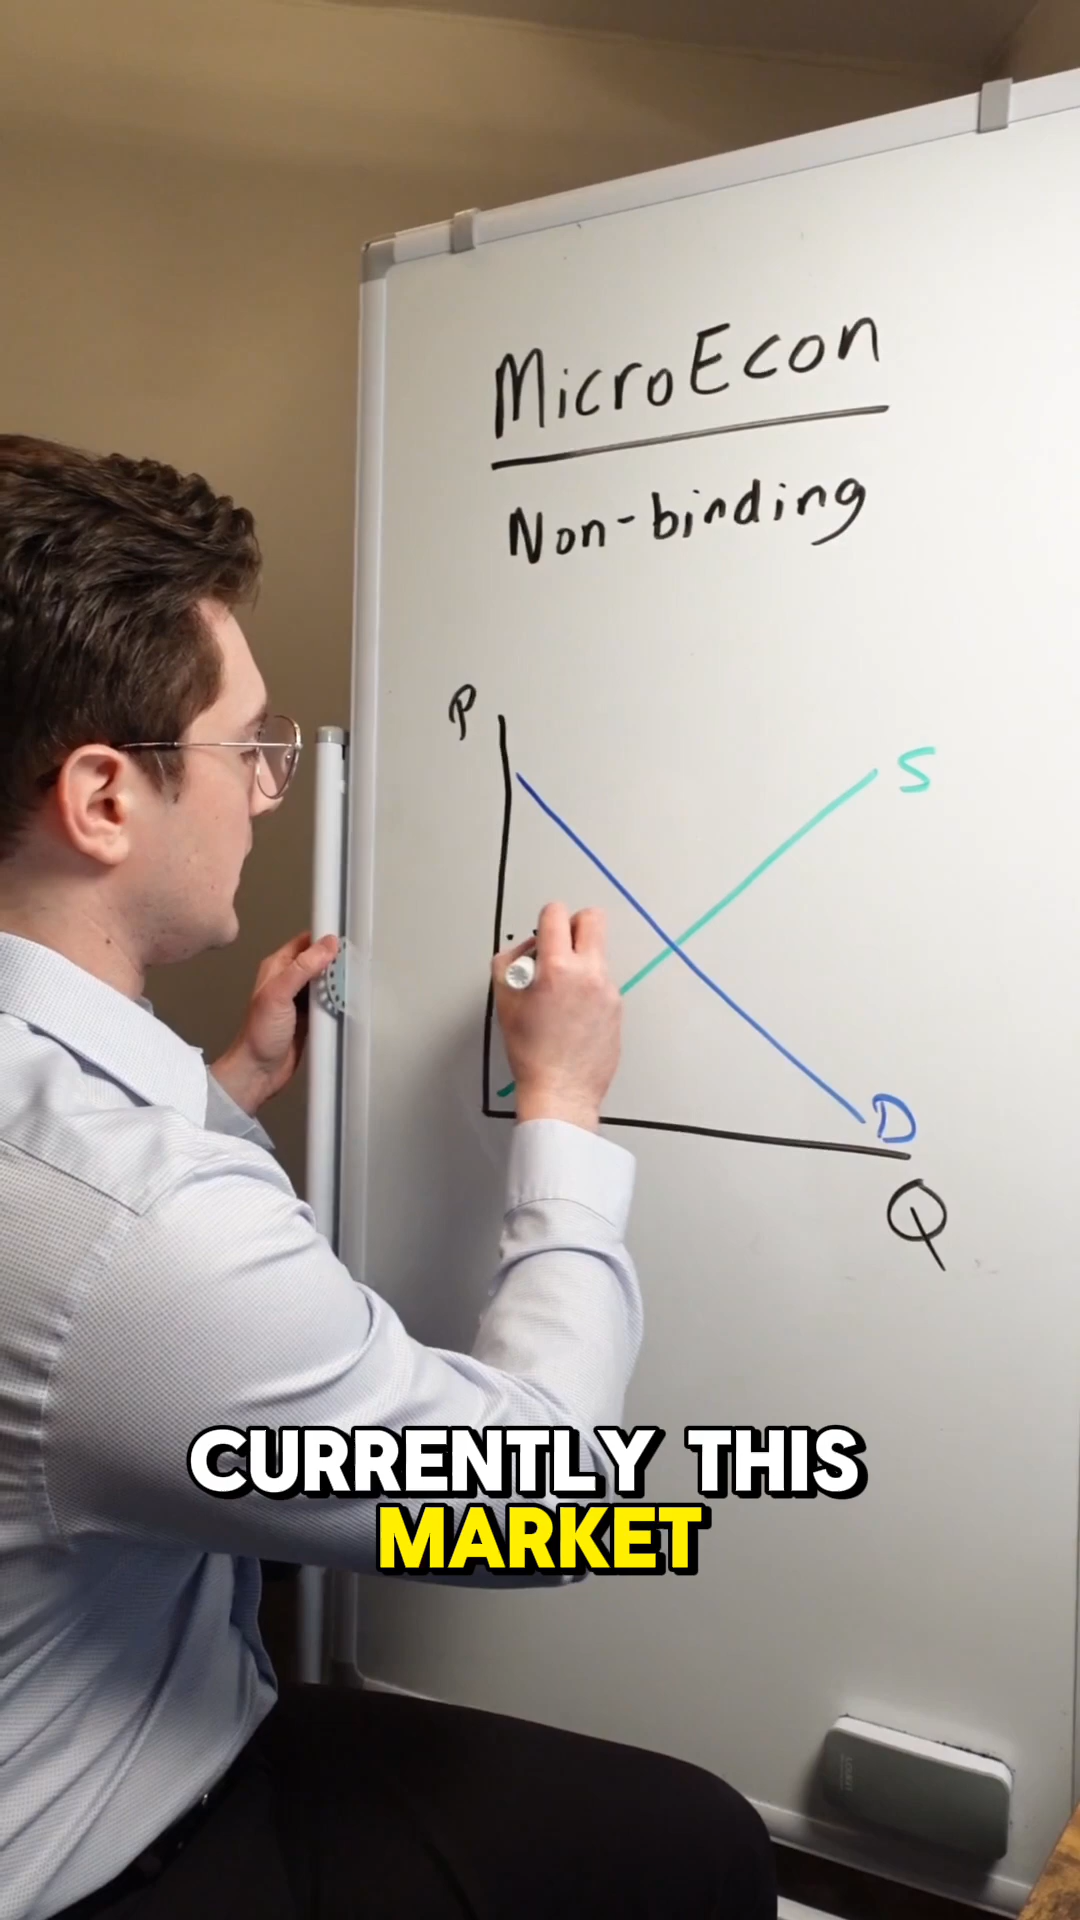 MicroEcon
Non-binding
P
S
D
Q
CURRENTLY THIS
MARKET